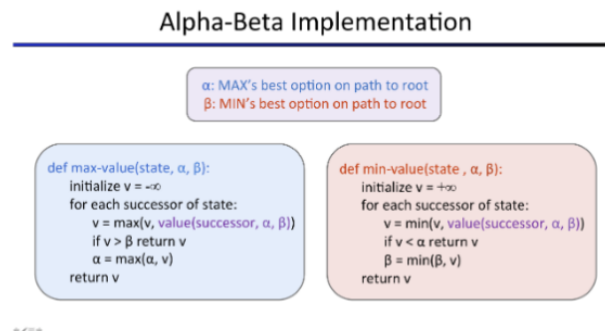 Alpha-Beta Implementation
α: MAX's best option on path to root
β: MIN's best option on path to root
def max-value(state, α, β):
initialize v = -∞
for each successor of state:
v = max(v, value(successor, α, β))
if v > β return v
α = max(α, v)
return v
def min-value(state , α, β):
initialize v = +∞
for each successor of state:
v = min(v, value(successor, α, β))
if v < α return v
β = min(β, v)
return v